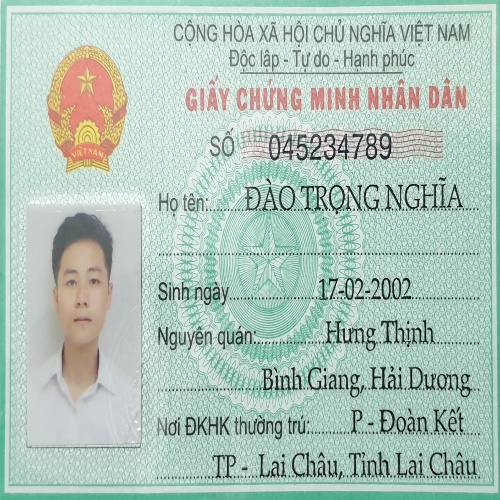 CỘNG HÒA XÃ HỘI CHỦ NGHĨA VIỆT NAM
Độc lập - Tự do - Hạnh phúc
GIẤY CHỨNG MINH NHÂN DÂN
SỐ 045234789
Họ tên: ĐÀO TRỌNG NGHĨA
Sinh ngày 17-02-2002
Nguyên quán: Hưng Thịnh
Bình Giang, Hải Dương
Nơi ĐKHK thường trú: P - Đoàn Kết
TP - Lai Châu, Tỉnh Lai Châu
VIỆT NAM